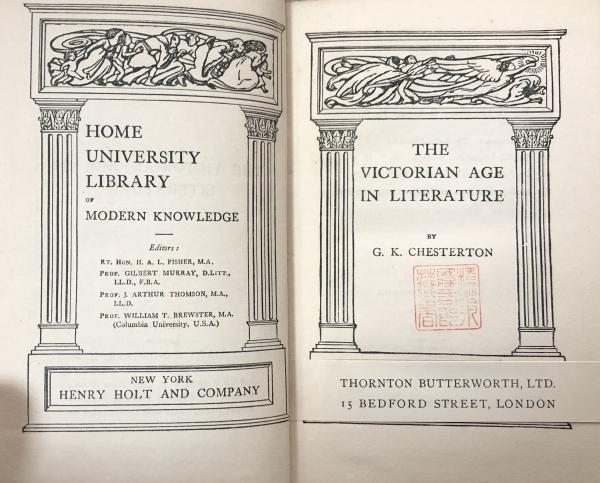 HOME
UNIVERSITY
LIBRARY
OF
MODERN KNOWLEDGE
Editors:
RT. HON. H. A. L. FISHER, M.A.
PROF. GILBERT MURRAY, D.LITT.,
LL.D., F.B.A.
PROF. J. ARTHUR THOMSON, M.A.,
LL.D.
PROF. WILLIAM T. BREWSTER, M.A.
(Columbia University, U.S.A.)
NEW YORK
HENRY HOLT AND COMPANY
THE
VICTORIAN AGE
IN LITERATURE
BY
G. K. CHESTERTON
THORNTON BUTTERWORTH, LTD.
15 BEDFORD STREET, LONDON